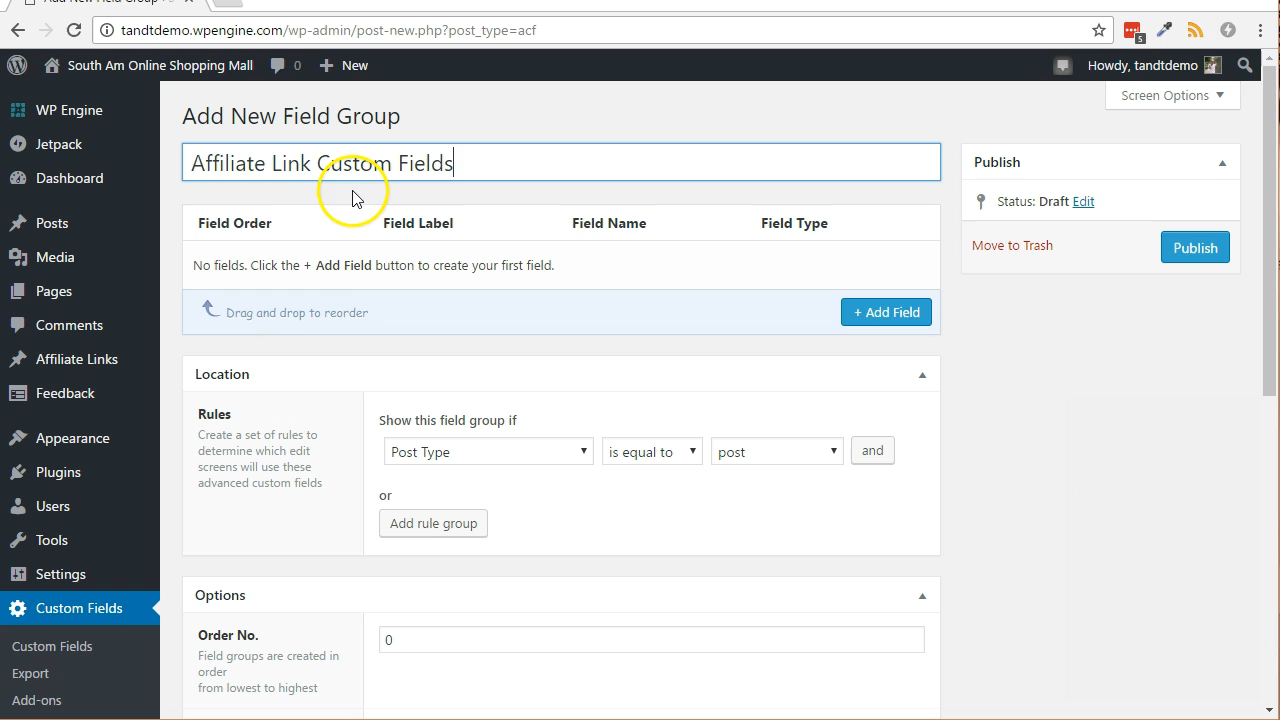 tandtdemo.wpengine.com/wp-admin/post-new.php?post_type=acf
5
South Am Online Shopping Mall
0
New
Howdy, tandtdemo
WP Engine
Jetpack
Dashboard
Posts
Media
Pages
Comments
Affiliate Links
Feedback
Appearance
Plugins
Users
Tools
Settings
Custom Fields
Custom Fields
Export
Add-ons
Screen Options
Add New Field Group
Affiliate Link Custom Fields
Field Order Field Label Field Name Field Type
No fields. Click the + Add Field button to create your first field.
Drag and drop to reorder
+ Add Field
Location
Rules
Create a set of rules to
determine which edit
screens will use these
advanced custom fields
Show this field group if
Post Type is equal to post and
or
Add rule group
Options
Order No.
Field groups are created in
order
from lowest to highest
0
Publish
Status: Draft Edit
Move to Trash
Publish